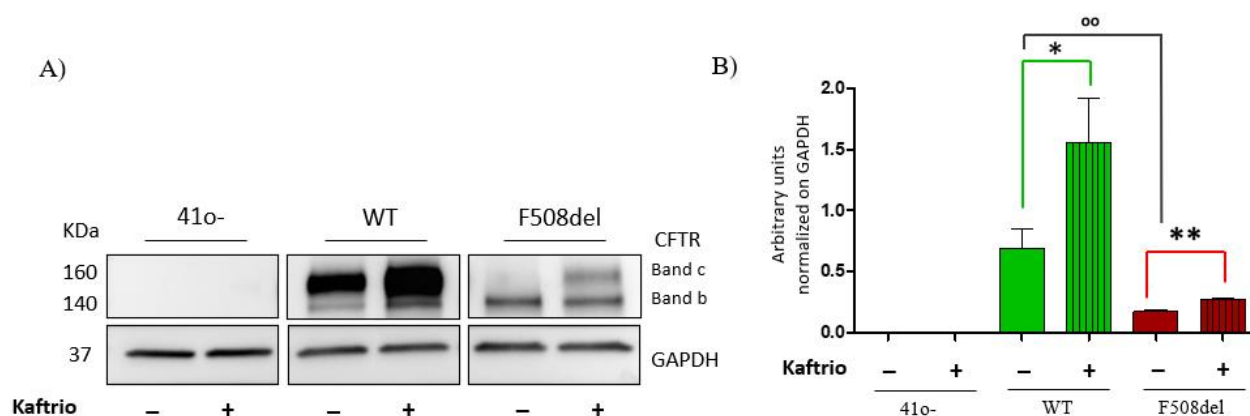 A)
41o- WT F508del
KDa
CFTR
160 Band c
140 Band b
37 GAPDH
Kaftrio – + – + – +
B)
oo
*
**
Arbitrary units
normalized on GAPDH
2.0
1.5
1.0
0.5
0.0
Kaftrio – + – + – +
41o- WT F508del